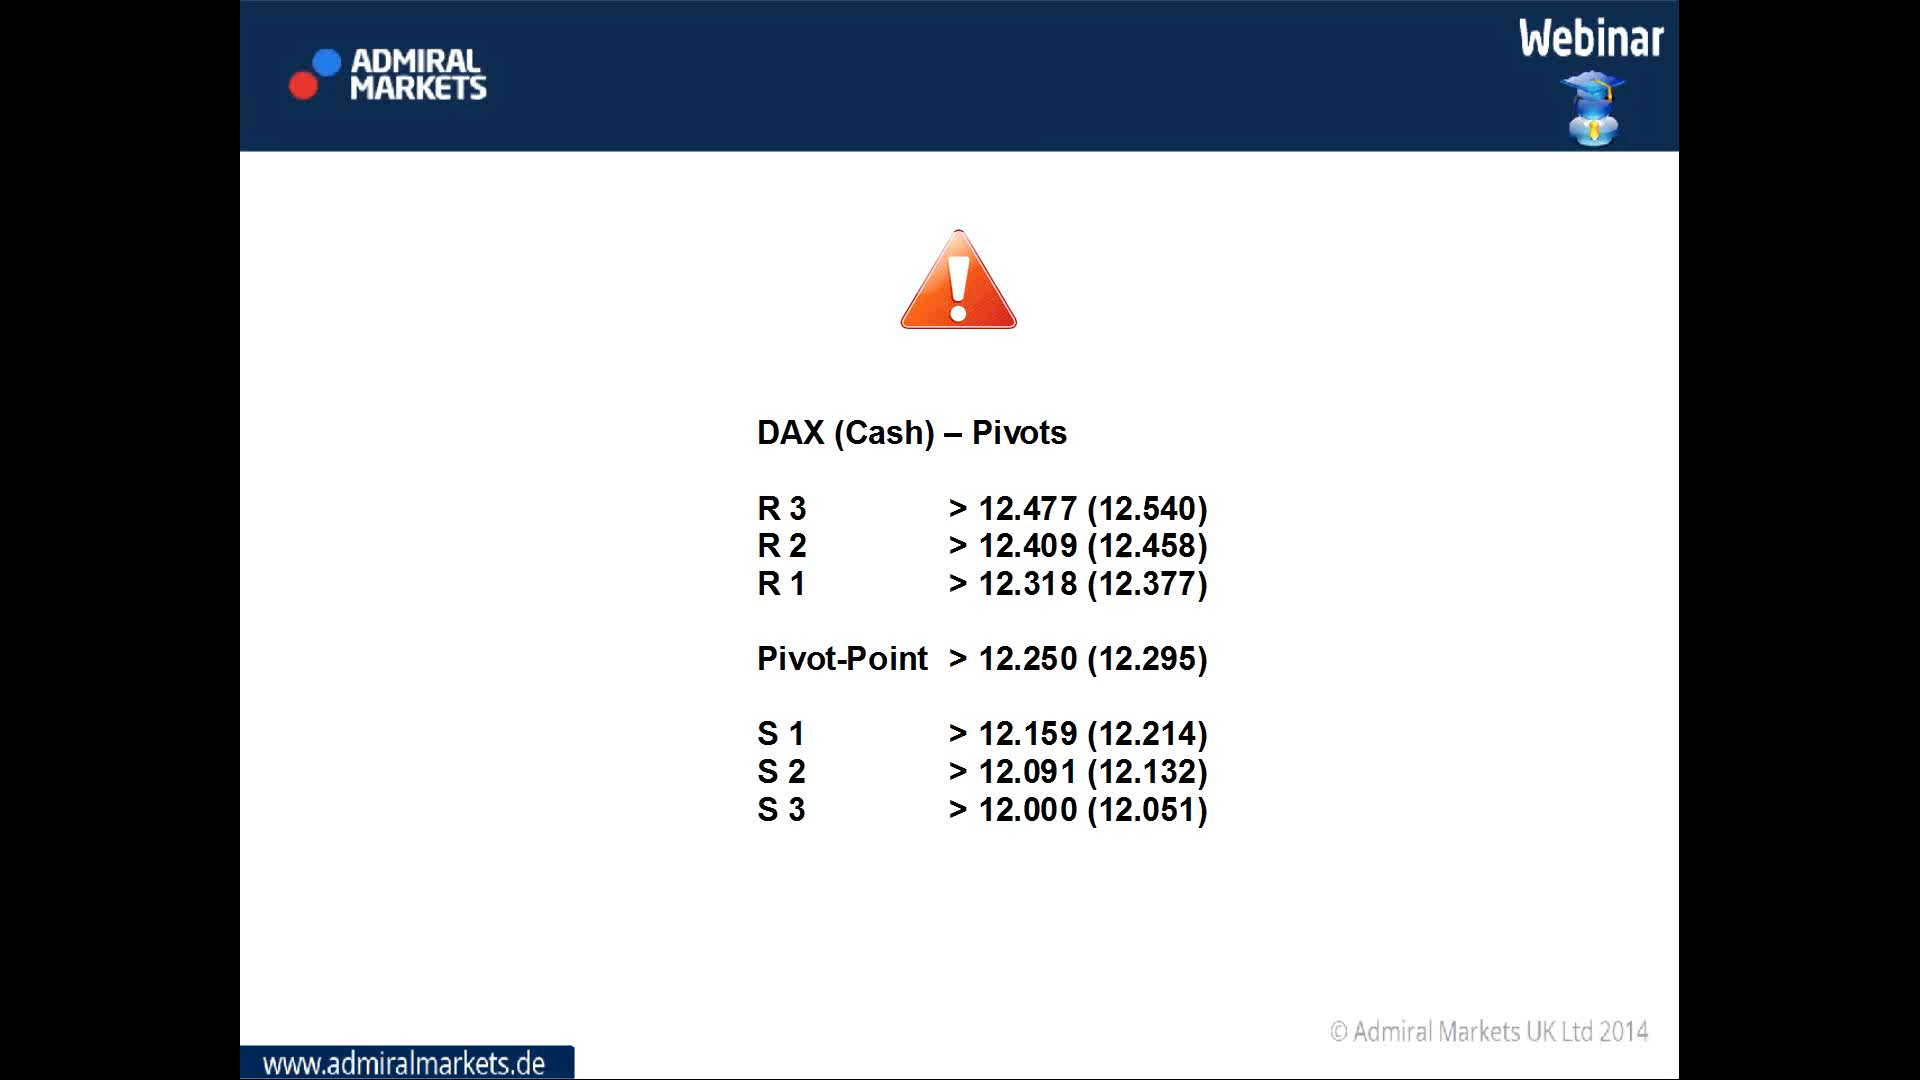 ADMIRAL
MARKETS
Webinar
DAX (Cash) – Pivots
R 3 > 12.477 (12.540)
R 2 > 12.409 (12.458)
R 1 > 12.318 (12.377)
Pivot-Point > 12.250 (12.295)
S 1 > 12.159 (12.214)
S 2 > 12.091 (12.132)
S 3 > 12.000 (12.051)
© Admiral Markets UK Ltd 2014
www.admiralmarkets.de